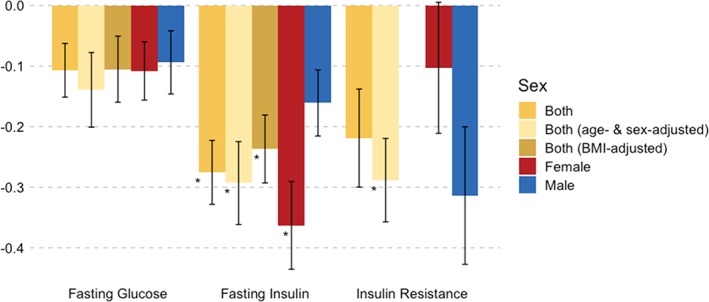 0.0
-0.1
-0.2
-0.3
-0.4
* * * * *
Fasting Glucose Fasting Insulin Insulin Resistance
Sex
Both
Both (age- & sex-adjusted)
Both (BMI-adjusted)
Female
Male